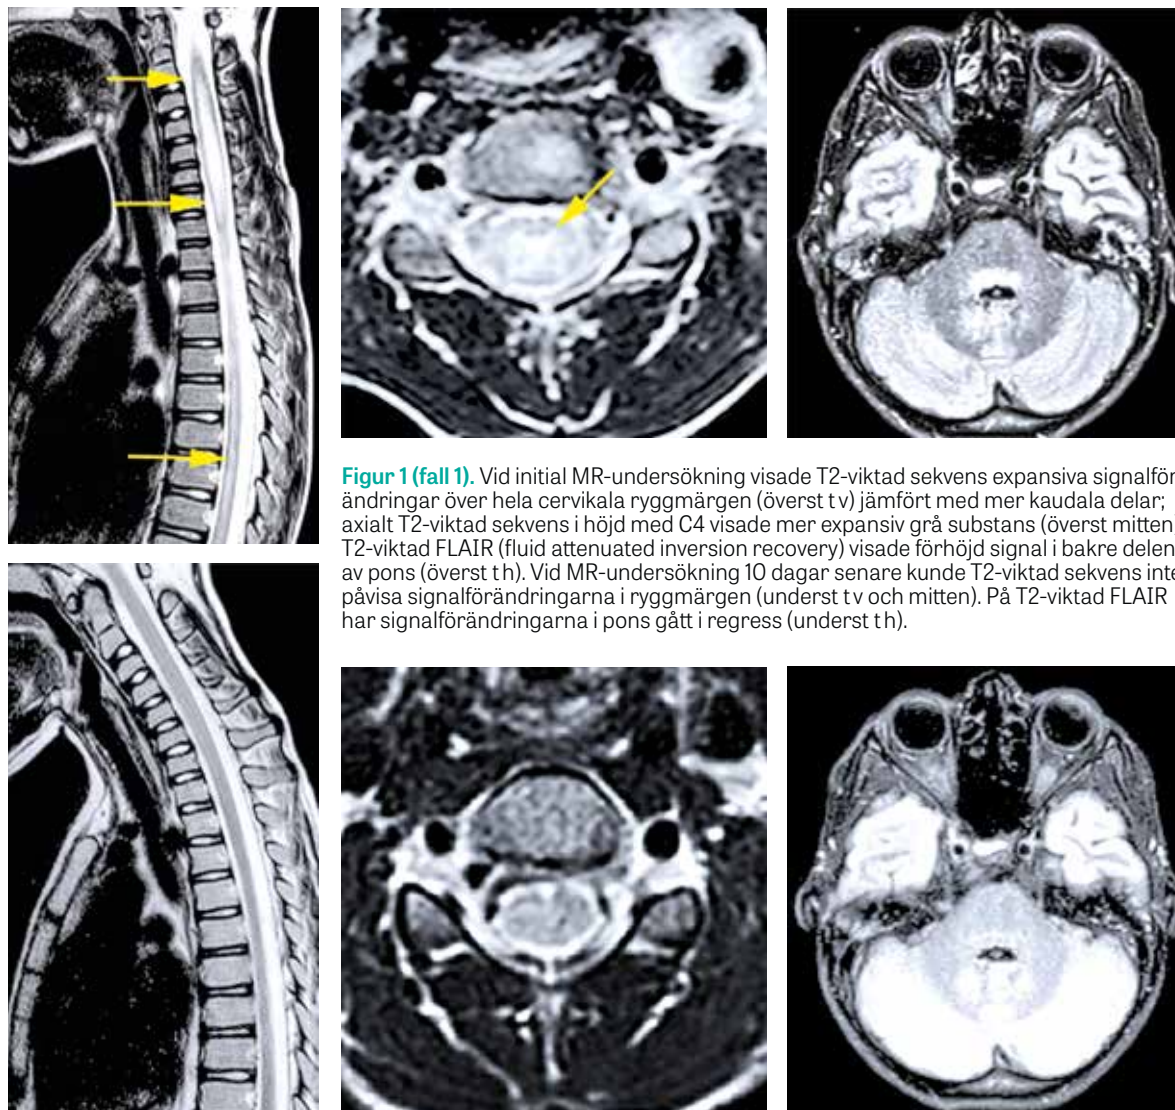 Figur 1 (fall 1). Vid initial MR-undersökning visade T2-viktad sekvens expansiva signalför
ändringar över hela cervikala ryggmärgen (överst t v) jämfört med mer kaudala delar;
axialt T2-viktad sekvens i höjd med C4 visade mer expansiv grå substans (överst mitten
T2-viktad FLAIR (fluid attenuated inversion recovery) visade förhöjd signal i bakre delen
av pons (överst t h). Vid MR-undersökning 10 dagar senare kunde T2-viktad sekvens inte
påvisa signalförändringarna i ryggmärgen (underst t v och mitten). På T2-viktad FLAIR
har signalförändringarna i pons gått i regress (underst t h).